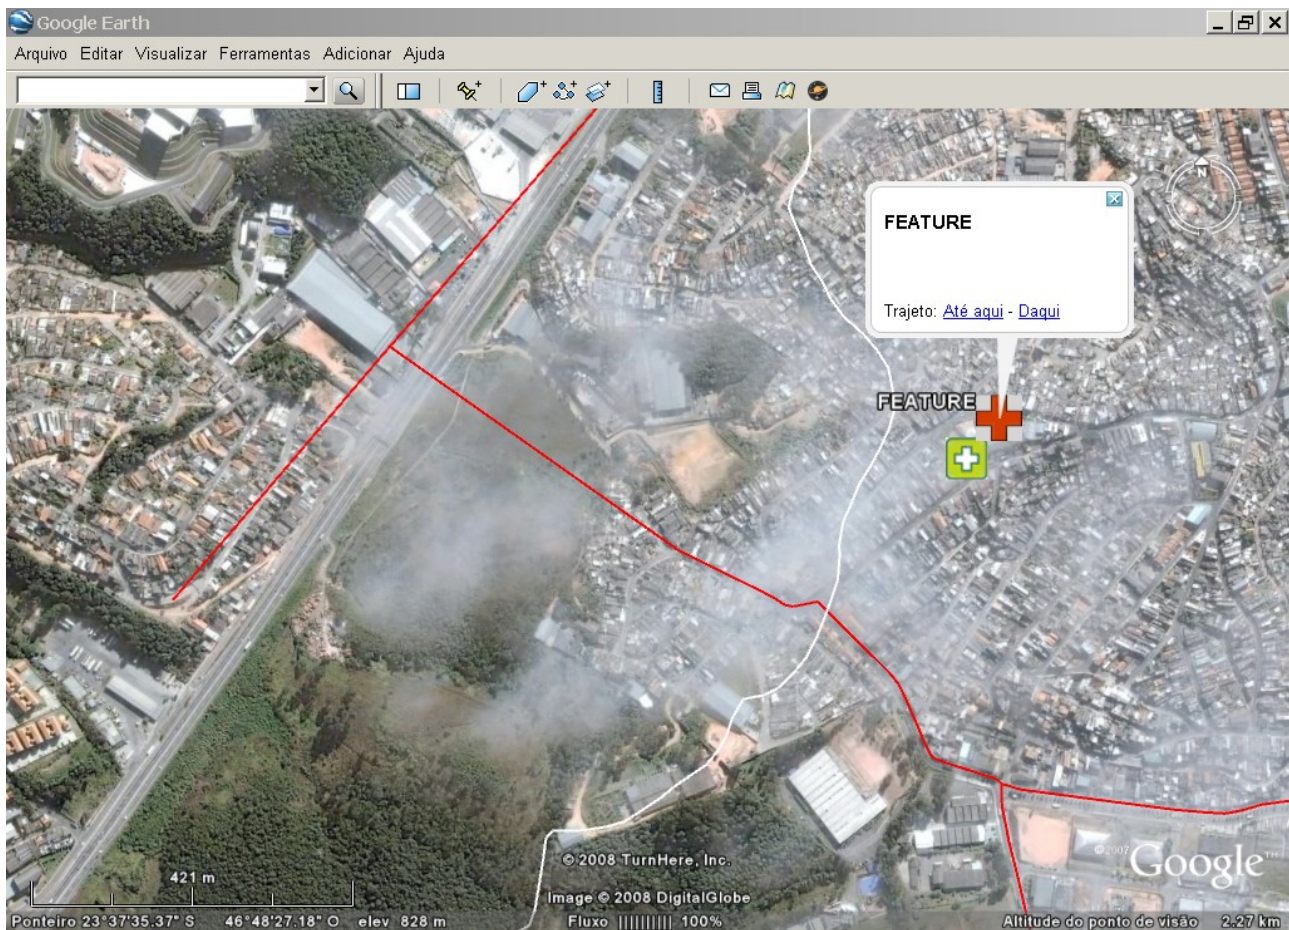 Google Earth
Arquivo Editar Visualizar Ferramentas Adicionar Ajuda
N
FEATURE
Trajeto: Até aqui - Daqui
FEATURE
© 2008 TurnHere, Inc.
©2007 Google™
421 m
Image © 2008 DigitalGlobe
Ponteiro 23°37'35.37" S 46°48'27.18" O elev 828 m Fluxo |||||||||| 100% Altitude do ponto de visão 2.27 km